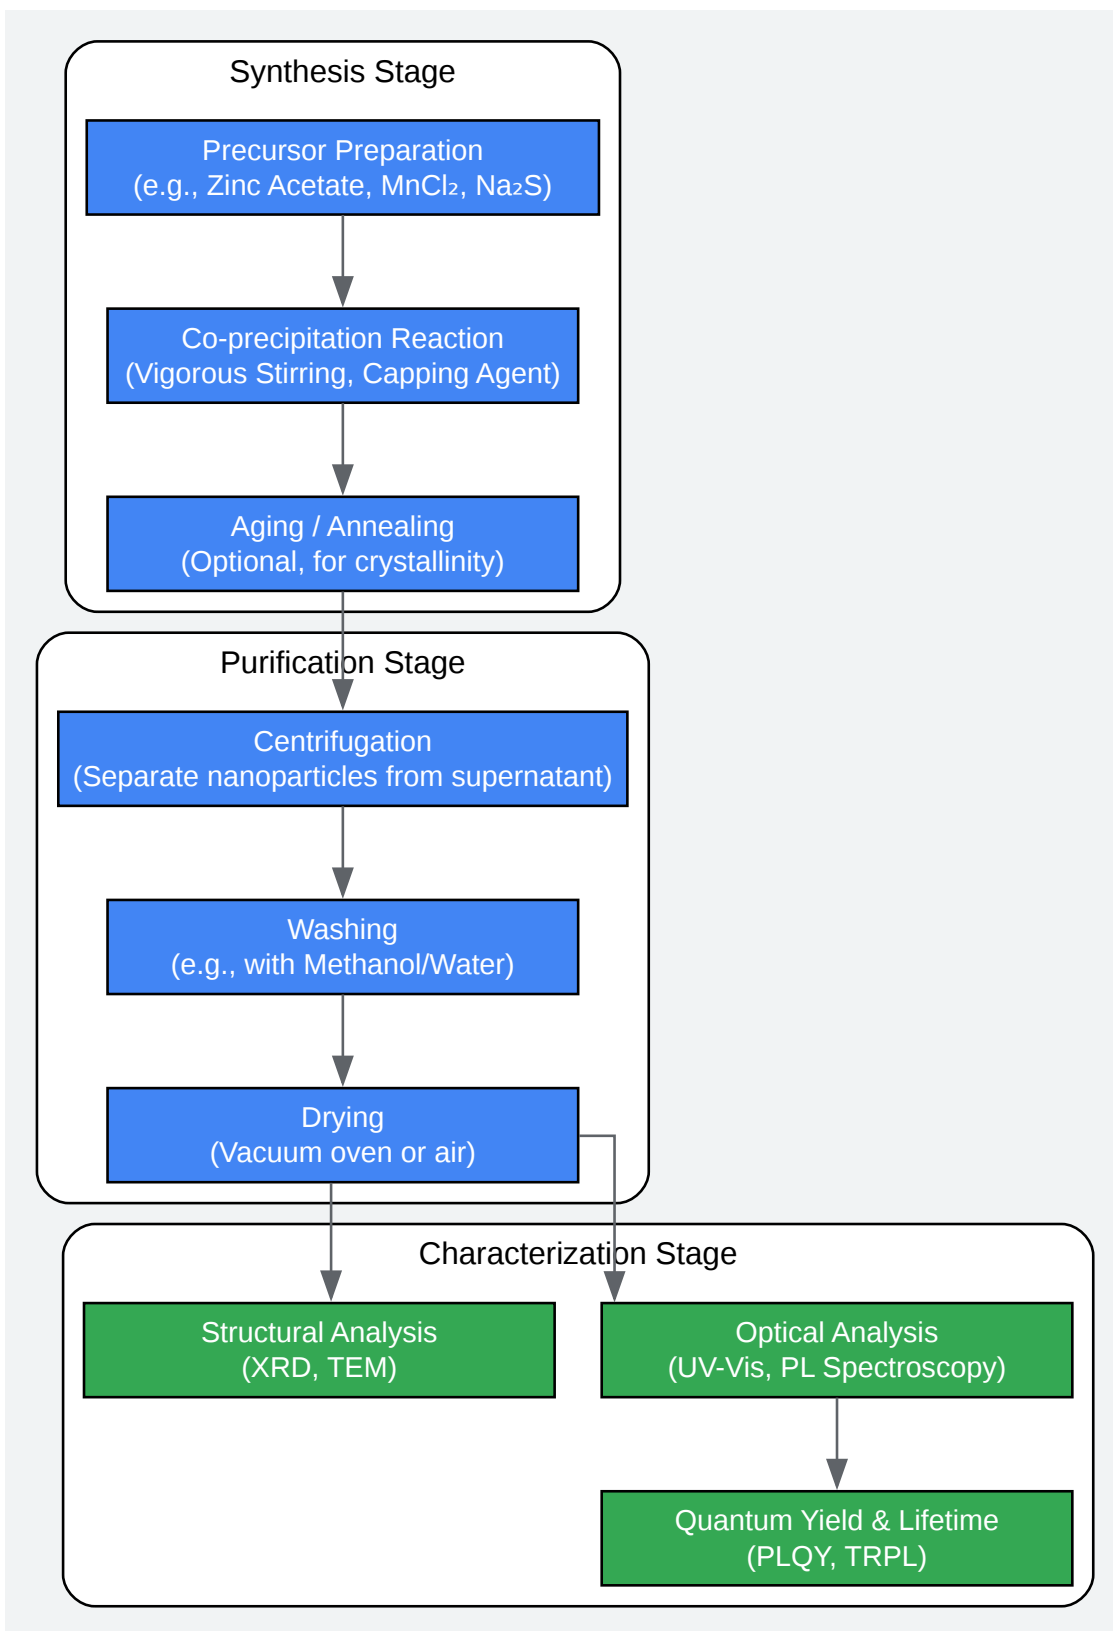 Synthesis Stage
Precursor Preparation
(e.g., Zinc Acetate, MnCl₂, Na₂S)
Co-precipitation Reaction
(Vigorous Stirring, Capping Agent)
Aging / Annealing
(Optional, for crystallinity)
Purification Stage
Centrifugation
(Separate nanoparticles from supernatant)
Washing
(e.g., with Methanol/Water)
Drying
(Vacuum oven or air)
Characterization Stage
Structural Analysis
(XRD, TEM)
Optical Analysis
(UV-Vis, PL Spectroscopy)
Quantum Yield & Lifetime
(PLQY, TRPL)